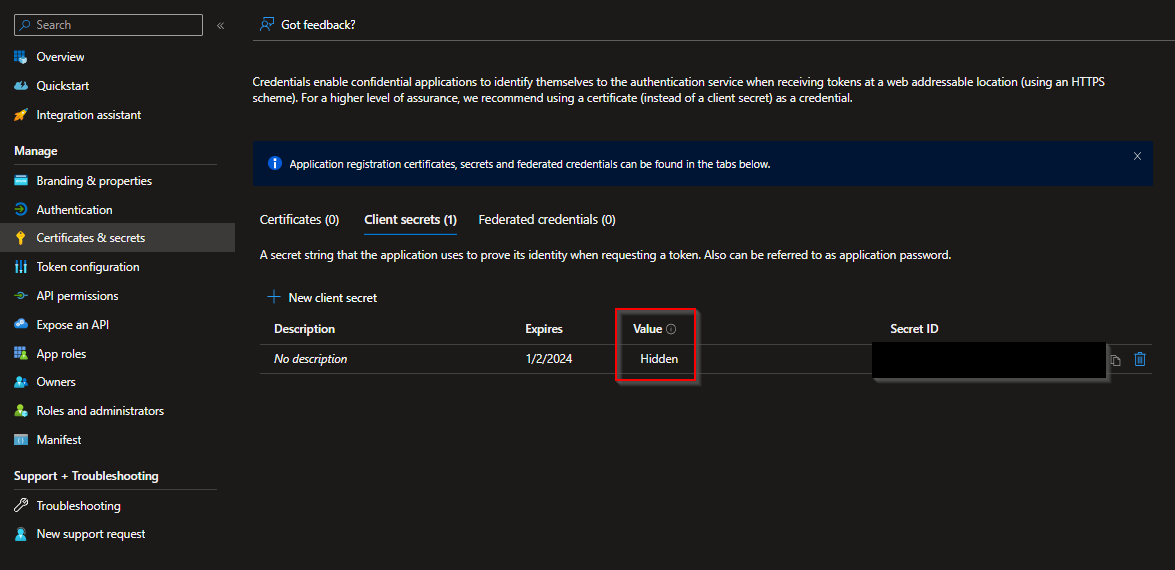 Search «
Overview
Quickstart
Integration assistant
Manage
Branding & properties
Authentication
Certificates & secrets
Token configuration
API permissions
Expose an API
App roles
Owners
Roles and administrators
Manifest
Support + Troubleshooting
Troubleshooting
New support request
Got feedback?
Credentials enable confidential applications to identify themselves to the authentication service when receiving tokens at a web addressable location (using an HTTPS
scheme). For a higher level of assurance, we recommend using a certificate (instead of a client secret) as a credential.
Application registration certificates, secrets and federated credentials can be found in the tabs below.
Certificates (0) Client secrets (1) Federated credentials (0)
A secret string that the application uses to prove its identity when requesting a token. Also can be referred to as application password.
New client secret
Description Expires Value Secret ID
No description 1/2/2024 Hidden